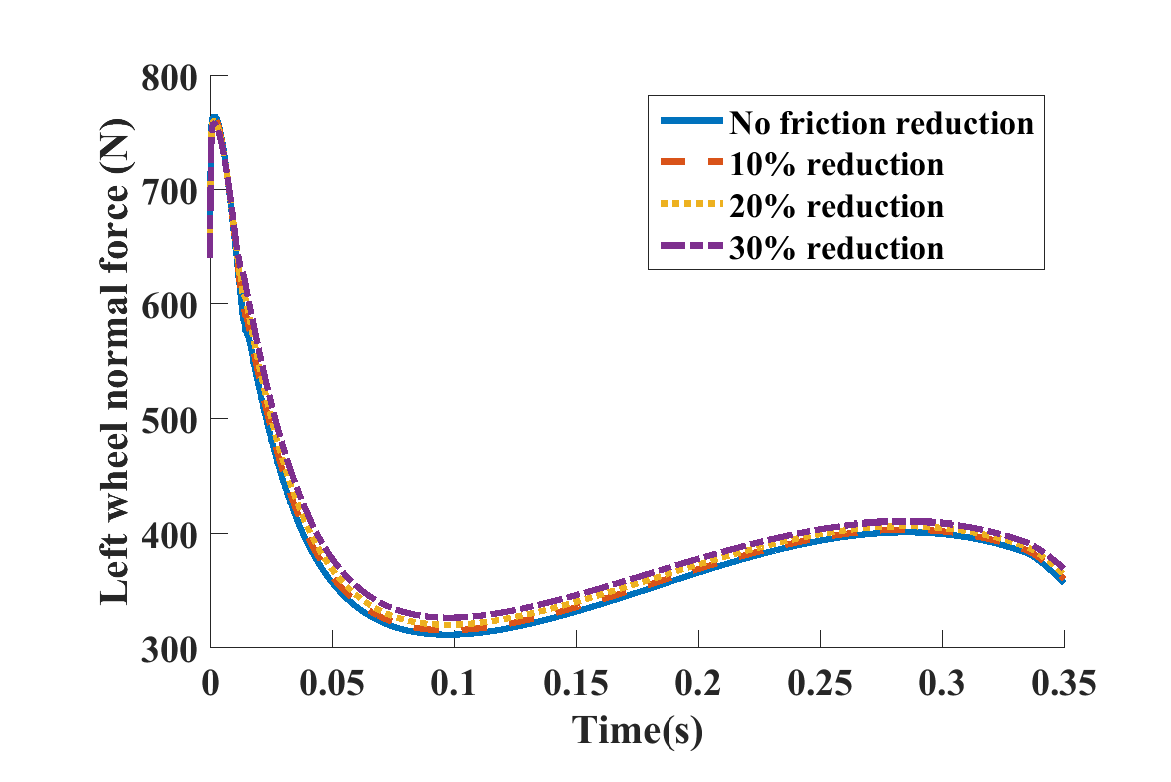 No friction reduction
10% reduction
20% reduction
30% reduction
Left wheel normal force (N)
800
700
600
500
400
300
0 0.05 0.1 0.15 0.2 0.25 0.3 0.35
Time(s)